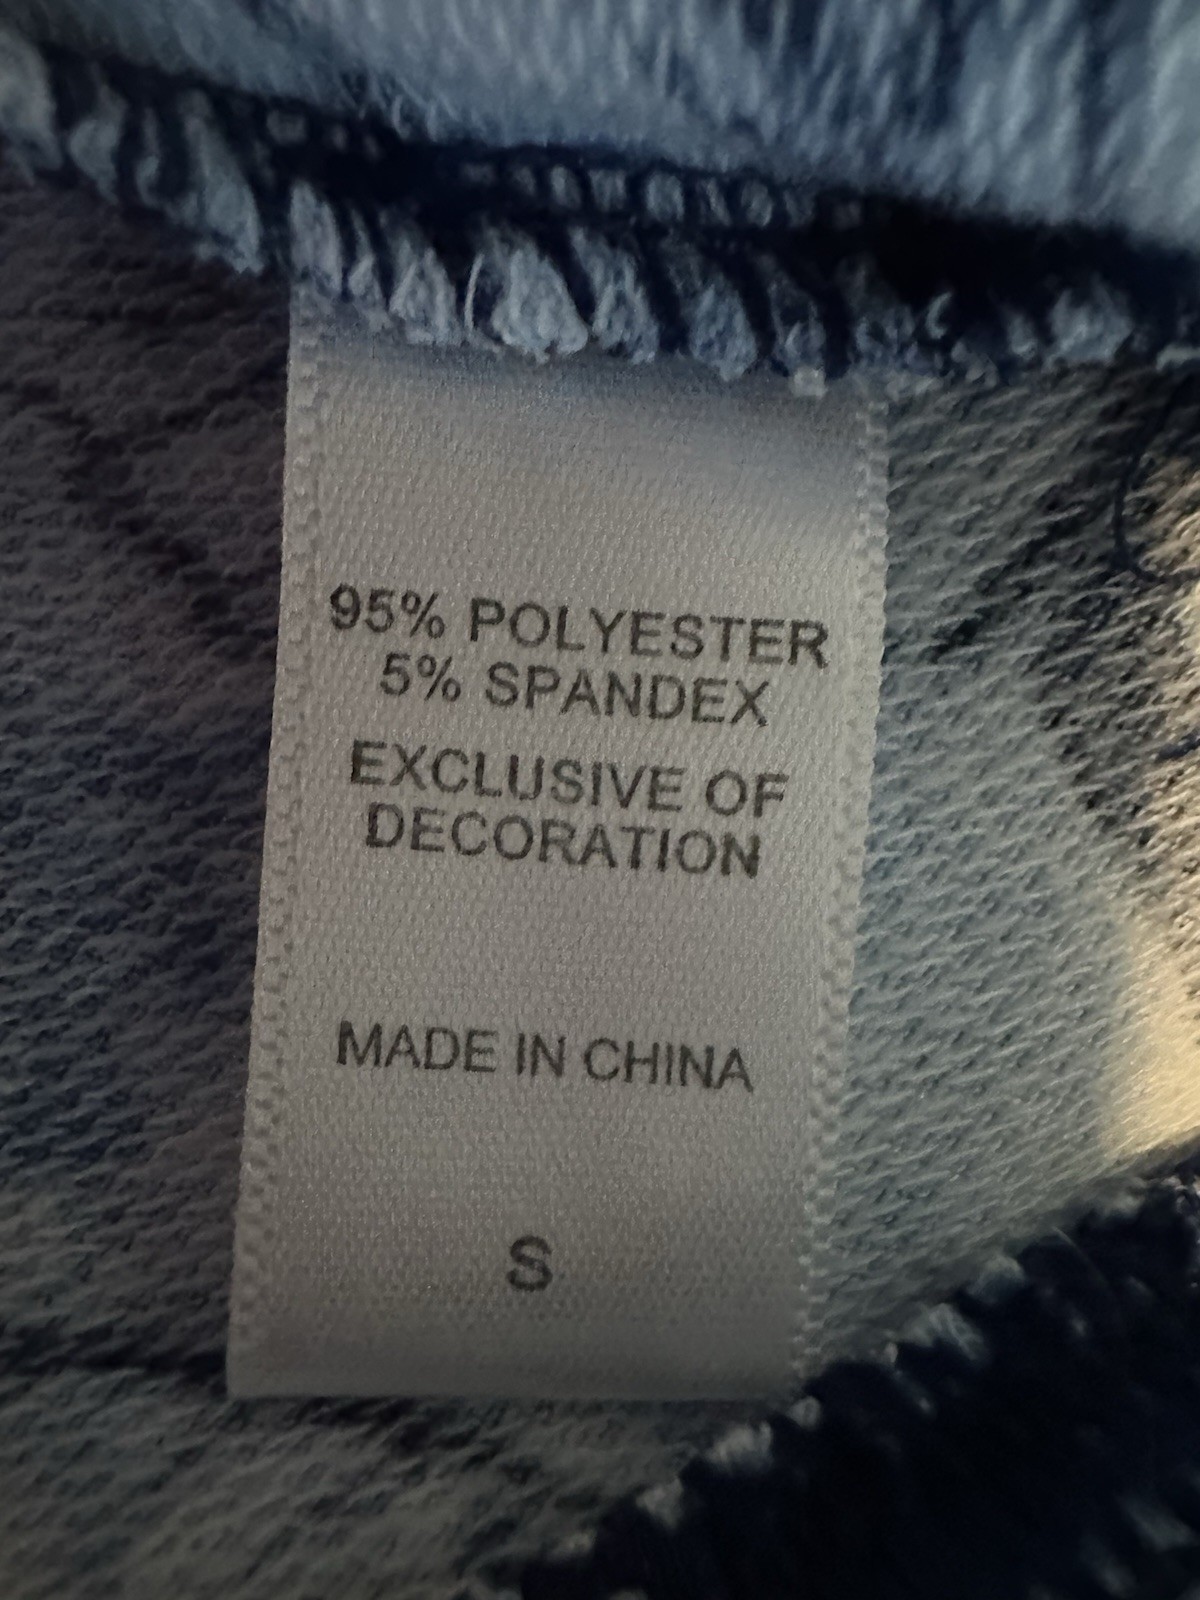 95% POLYESTER
5% SPANDEX
EXCLUSIVE OF
DECORATION
MADE IN CHINA
S